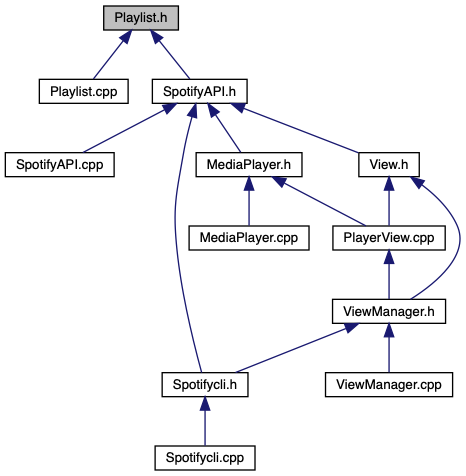 Playlist.h
Playlist.cpp
SpotifyAPI.h
SpotifyAPI.cpp
MediaPlayer.h
View.h
MediaPlayer.cpp
PlayerView.cpp
ViewManager.h
Spotifycli.h
ViewManager.cpp
Spotifycli.cpp